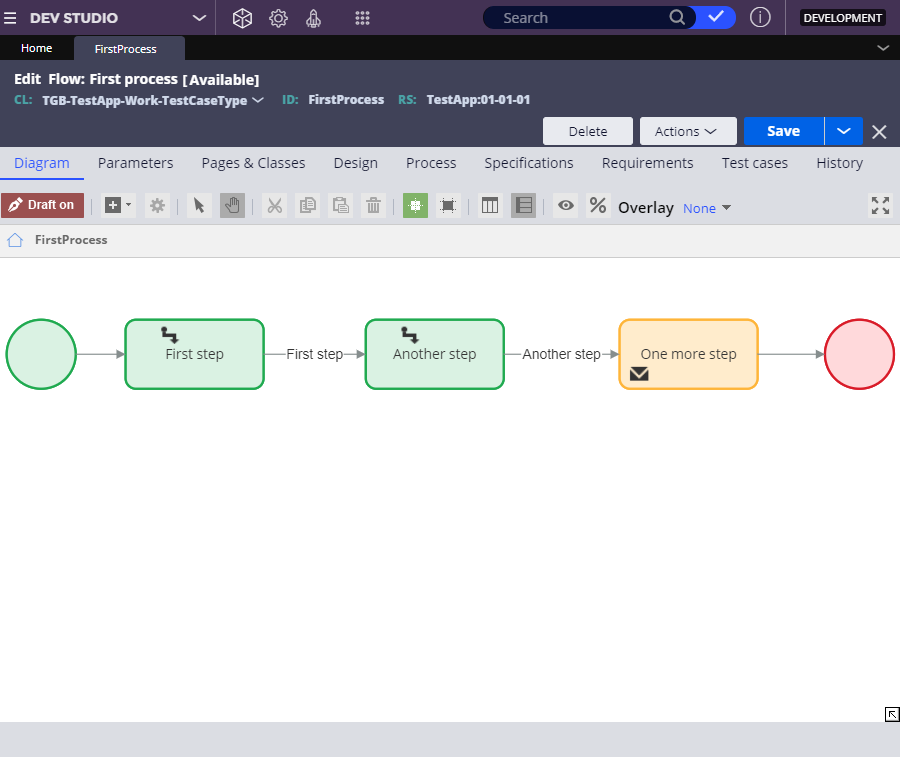 DEV STUDIO
Search
DEVELOPMENT
Home
FirstProcess
Edit Flow: First process [Available]
CL: TGB-TestApp-Work-TestCaseType ID: FirstProcess RS: TestApp:01-01-01
Delete
Actions
Save
Diagram Parameters Pages & Classes Design Process Specifications Requirements Test cases History
Draft on
Overlay None
FirstProcess
First step
First step
Another step
Another step
One more step